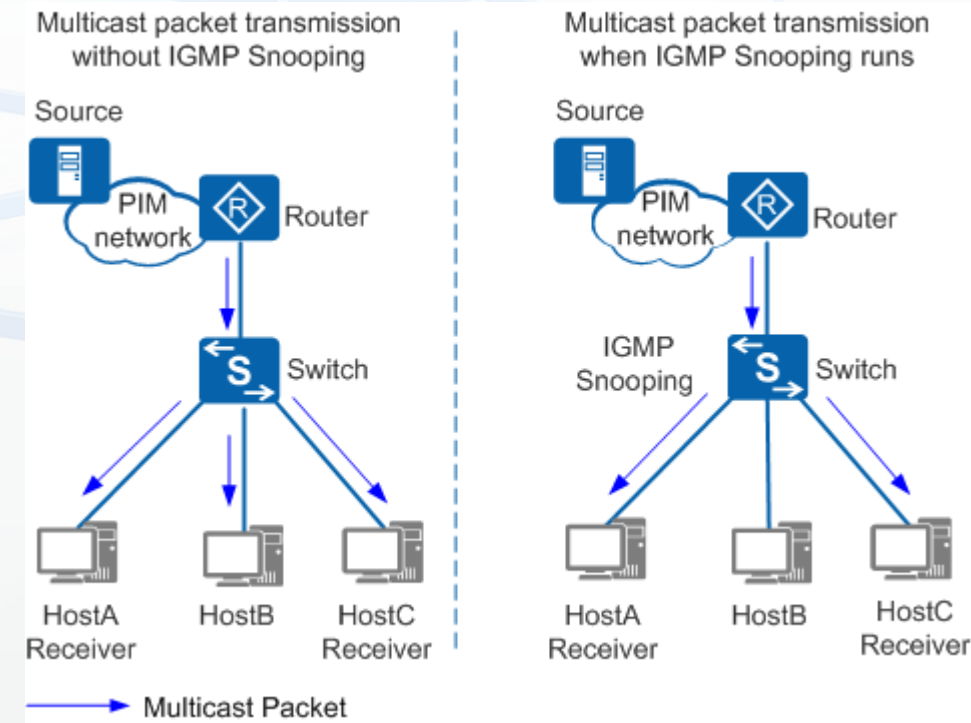 Multicast packet transmission
without IGMP Snooping
Source
PIM
network
R
Router
S
Switch
HostA
Receiver
HostB
HostC
Receiver
Multicast packet transmission
when IGMP Snooping runs
Source
PIM
network
R
Router
IGMP
Snooping
S
Switch
HostA
Receiver
HostB
HostC
Receiver
Multicast Packet